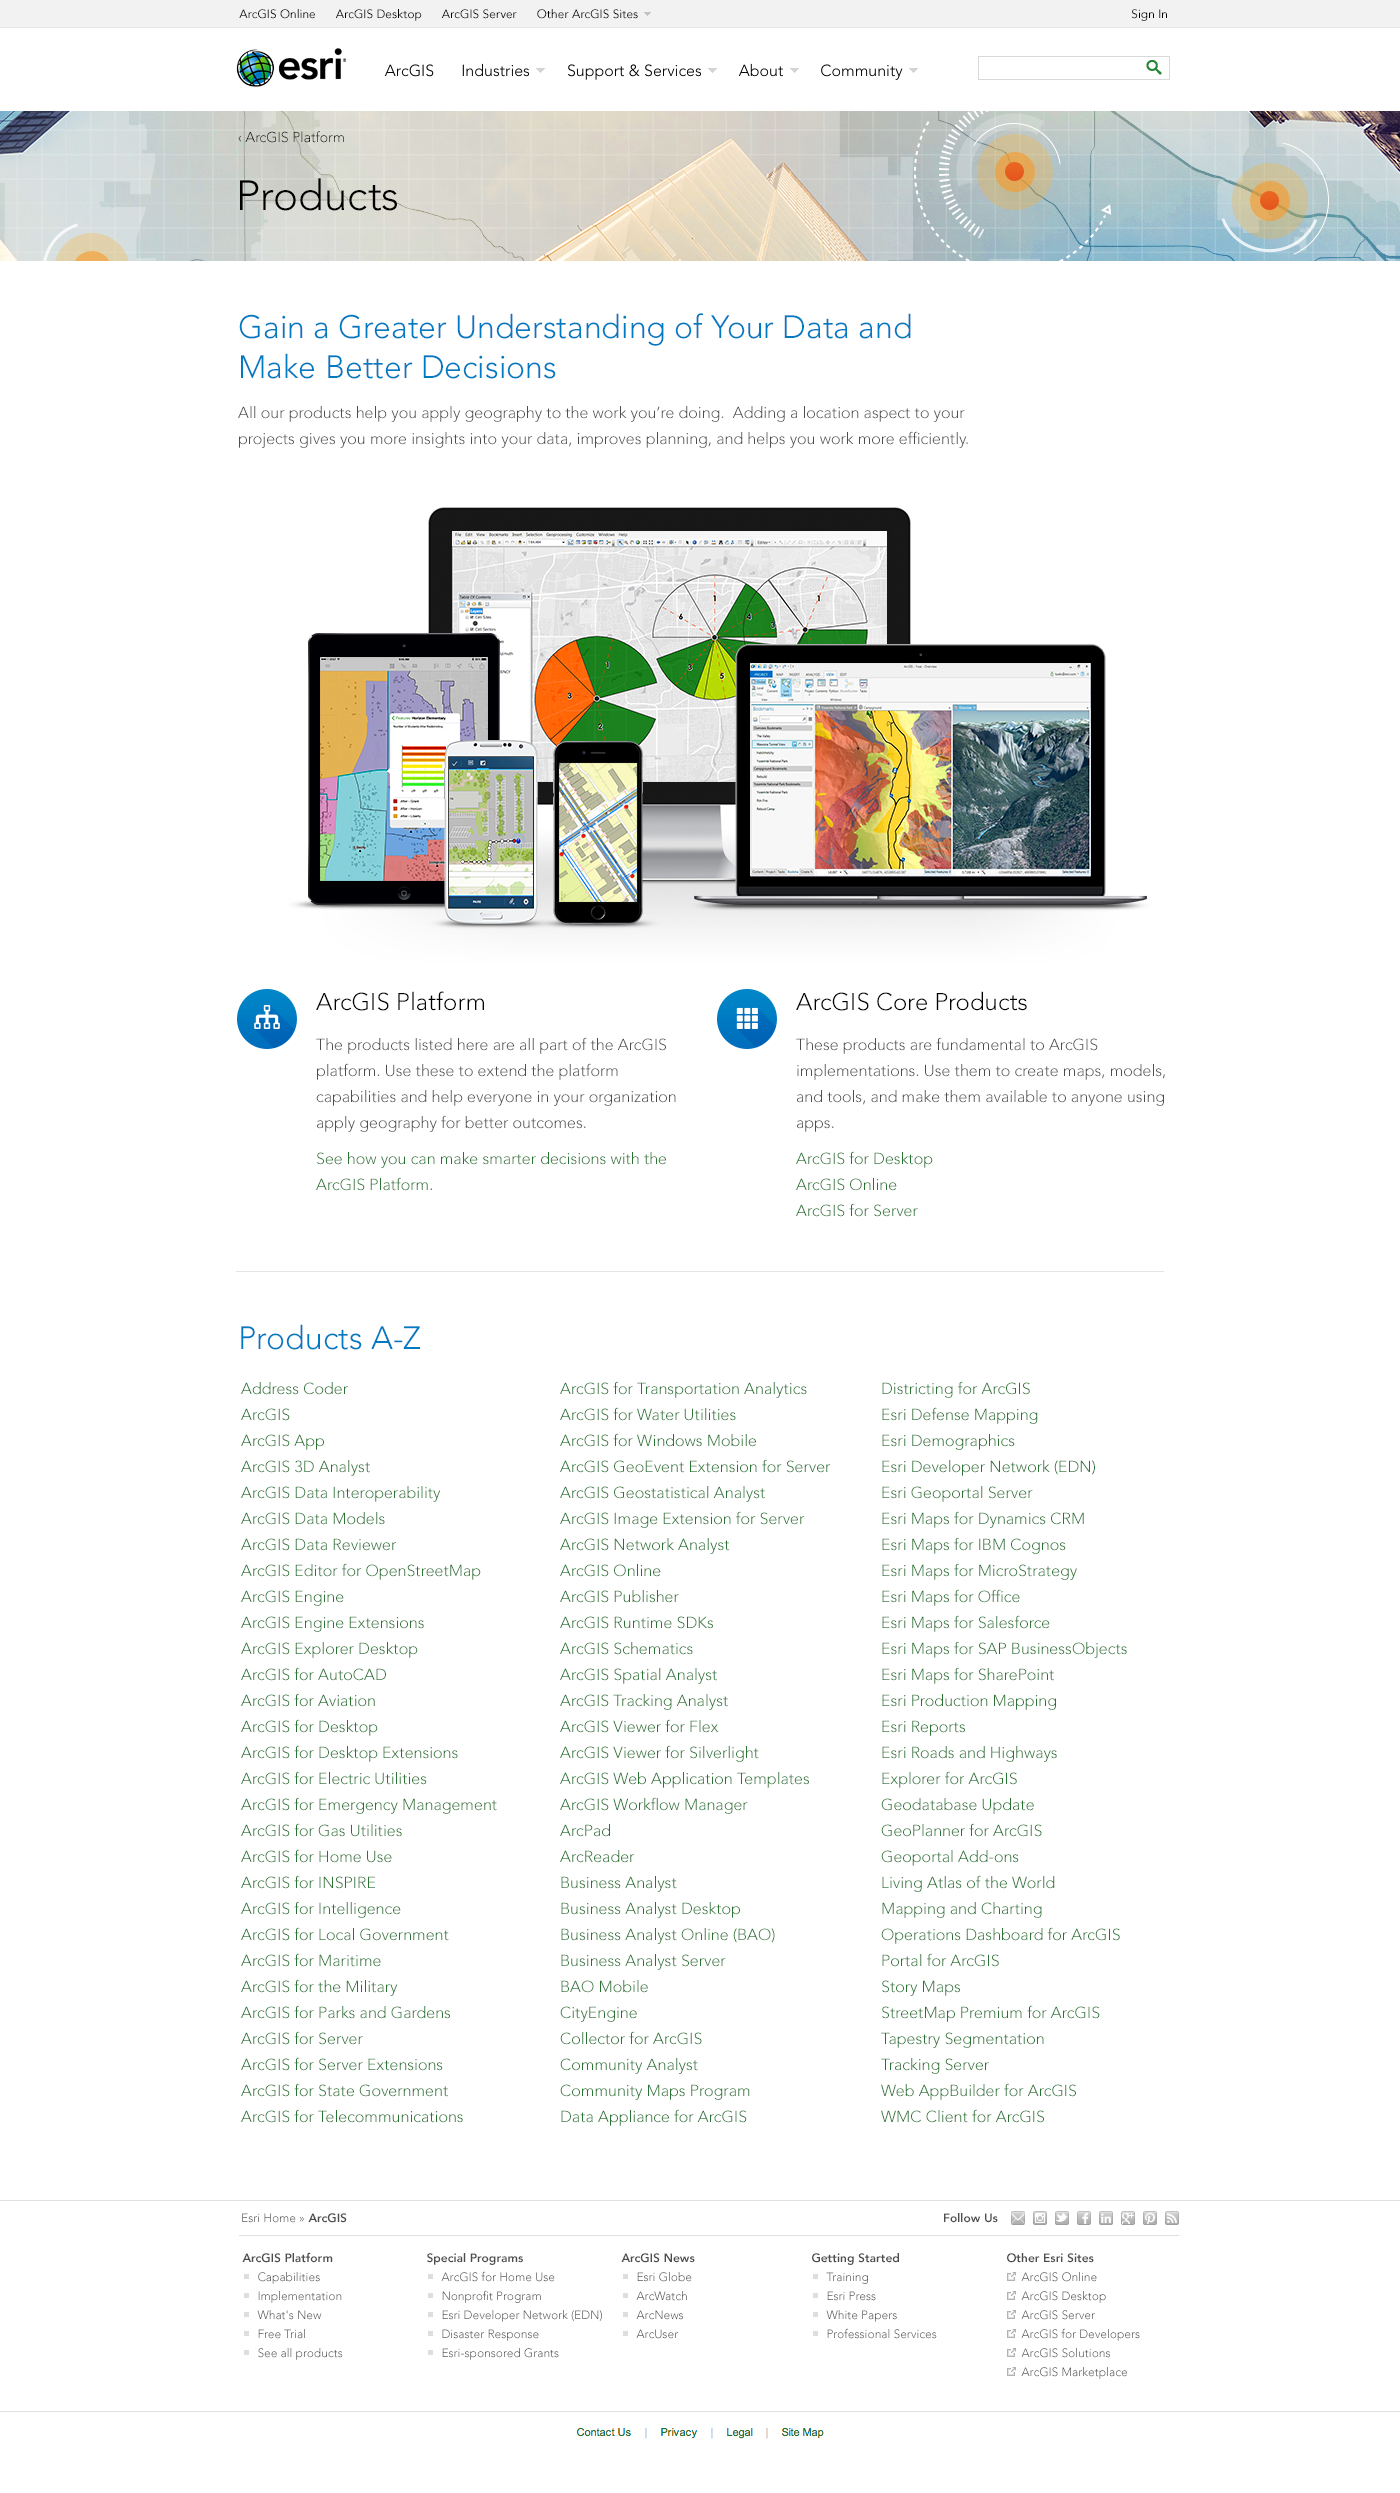 ArcGIS Online ArcGIS Desktop ArcGIS Server Other ArcGIS Sites Sign In
esri ArcGIS Industries Support & Services About Community
‹ ArcGIS Platform
Products
Gain a Greater Understanding of Your Data and
Make Better Decisions
All our products help you apply geography to the work you’re doing.  Adding a location aspect to your
projects gives you more insights into your data, improves planning, and helps you work more efficiently.
ArcGIS Platform
The products listed here are all part of the ArcGIS
platform. Use these to extend the platform
capabilities and help everyone in your organization
apply geography for better outcomes.
See how you can make smarter decisions with the
ArcGIS Platform.
ArcGIS Core Products
These products are fundamental to ArcGIS
implementations. Use them to create maps, models,
and tools, and make them available to anyone using
apps.
ArcGIS for Desktop
ArcGIS Online
ArcGIS for Server
Products A-Z
Address Coder
ArcGIS
ArcGIS App
ArcGIS 3D Analyst
ArcGIS Data Interoperability
ArcGIS Data Models
ArcGIS Data Reviewer
ArcGIS Editor for OpenStreetMap
ArcGIS Engine
ArcGIS Engine Extensions
ArcGIS Explorer Desktop
ArcGIS for AutoCAD
ArcGIS for Aviation
ArcGIS for Desktop
ArcGIS for Desktop Extensions
ArcGIS for Electric Utilities
ArcGIS for Emergency Management
ArcGIS for Gas Utilities
ArcGIS for Home Use
ArcGIS for INSPIRE
ArcGIS for Intelligence
ArcGIS for Local Government
ArcGIS for Maritime
ArcGIS for the Military
ArcGIS for Parks and Gardens
ArcGIS for Server
ArcGIS for Server Extensions
ArcGIS for State Government
ArcGIS for Telecommunications
ArcGIS for Transportation Analytics
ArcGIS for Water Utilities
ArcGIS for Windows Mobile
ArcGIS GeoEvent Extension for Server
ArcGIS Geostatistical Analyst
ArcGIS Image Extension for Server
ArcGIS Network Analyst
ArcGIS Online
ArcGIS Publisher
ArcGIS Runtime SDKs
ArcGIS Schematics
ArcGIS Spatial Analyst
ArcGIS Tracking Analyst
ArcGIS Viewer for Flex
ArcGIS Viewer for Silverlight
ArcGIS Web Application Templates
ArcGIS Workflow Manager
ArcPad
ArcReader
Business Analyst
Business Analyst Desktop
Business Analyst Online (BAO)
Business Analyst Server
BAO Mobile
CityEngine
Collector for ArcGIS
Community Analyst
Community Maps Program
Data Appliance for ArcGIS
Districting for ArcGIS
Esri Defense Mapping
Esri Demographics
Esri Developer Network (EDN)
Esri Geoportal Server
Esri Maps for Dynamics CRM
Esri Maps for IBM Cognos
Esri Maps for MicroStrategy
Esri Maps for Office
Esri Maps for Salesforce
Esri Maps for SAP BusinessObjects
Esri Maps for SharePoint
Esri Production Mapping
Esri Reports
Esri Roads and Highways
Explorer for ArcGIS
Geodatabase Update
GeoPlanner for ArcGIS
Geoportal Add-ons
Living Atlas of the World
Mapping and Charting
Operations Dashboard for ArcGIS
Portal for ArcGIS
Story Maps
StreetMap Premium for ArcGIS
Tapestry Segmentation
Tracking Server
Web AppBuilder for ArcGIS
WMC Client for ArcGIS
Esri Home » ArcGIS
Follow Us
ArcGIS Platform
Capabilities
Implementation
What's New
Free Trial
See all products
Special Programs
ArcGIS for Home Use
Nonprofit Program
Esri Developer Network (EDN)
Disaster Response
Esri-sponsored Grants
ArcGIS News
Esri Globe
ArcWatch
ArcNews
ArcUser
Getting Started
Training
Esri Press
White Papers
Professional Services
Other Esri Sites
ArcGIS Online
ArcGIS Desktop
ArcGIS Server
ArcGIS for Developers
ArcGIS Solutions
ArcGIS Marketplace
Contact Us | Privacy | Legal | Site Map